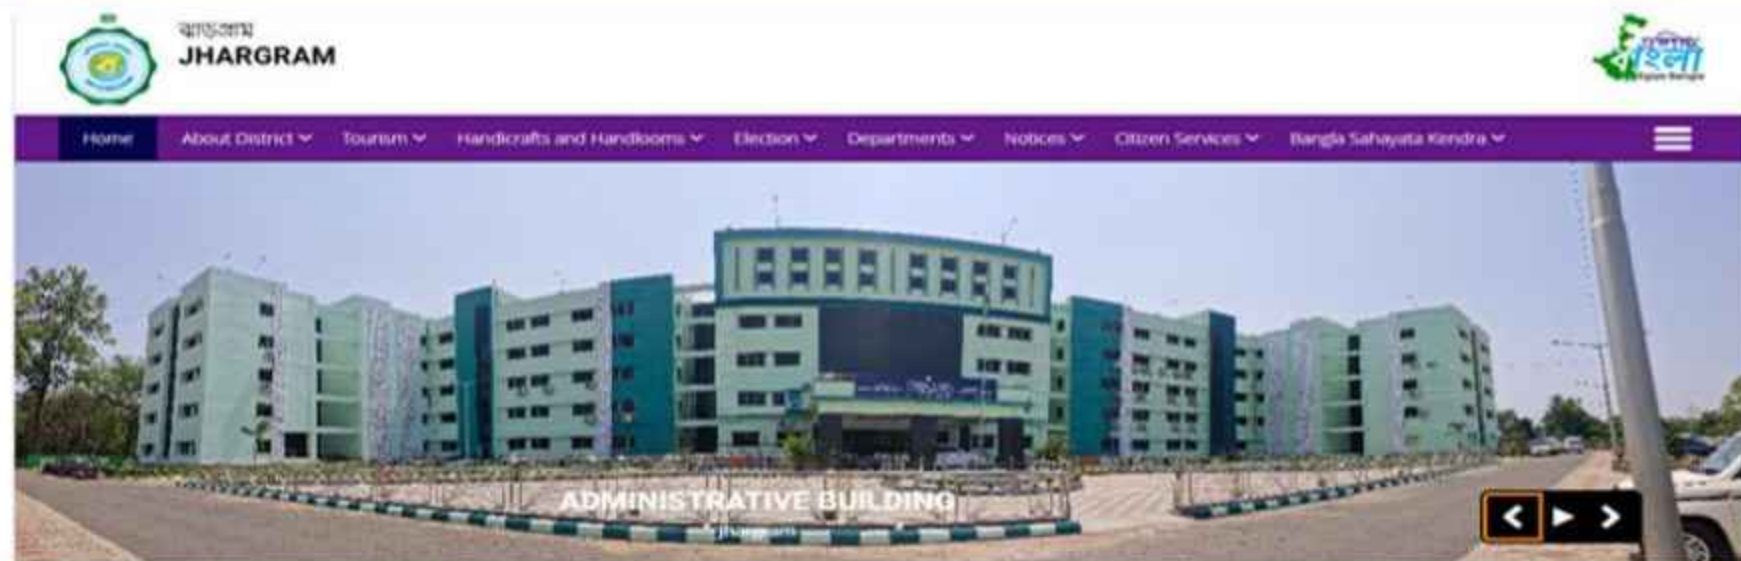 ঝাড়গ্রাম
JHARGRAM
বাংলা
Home About District Tourism Handicrafts and Handlooms Election Departments Notices Citizen Services Bangla Sahayata Kendra
ADMINISTRATIVE BUILDING
Jhargram